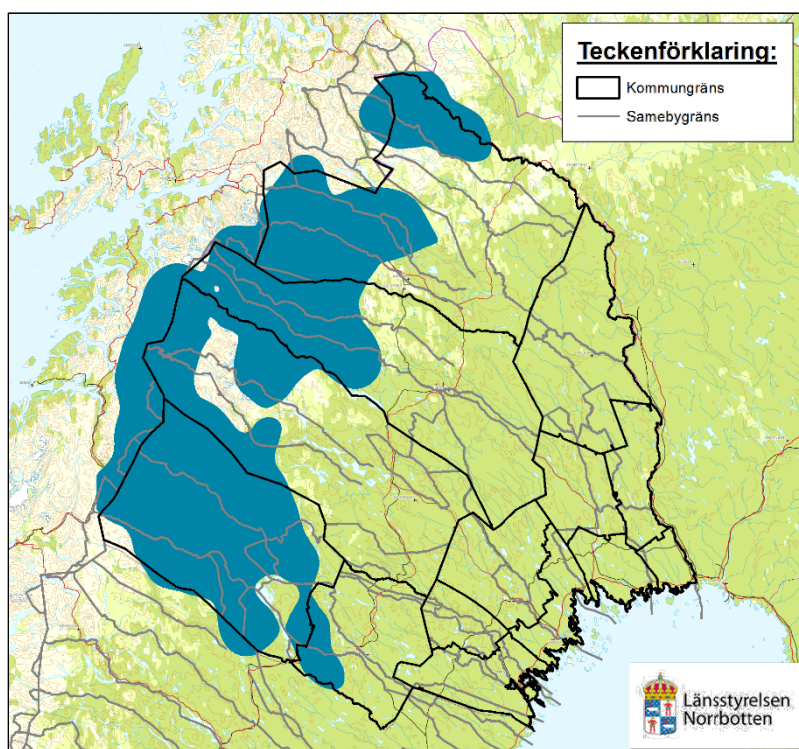 Teckenförklaring:
Kommungräns
Samebygräns
Länsstyrelsen
Norrbotten